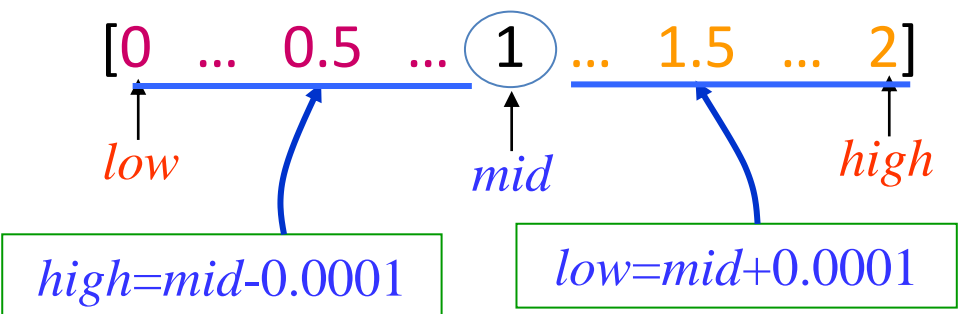 [0 … 0.5 … 1 … 1.5 … 2]
low mid high
high=mid-0.0001 low=mid+0.0001